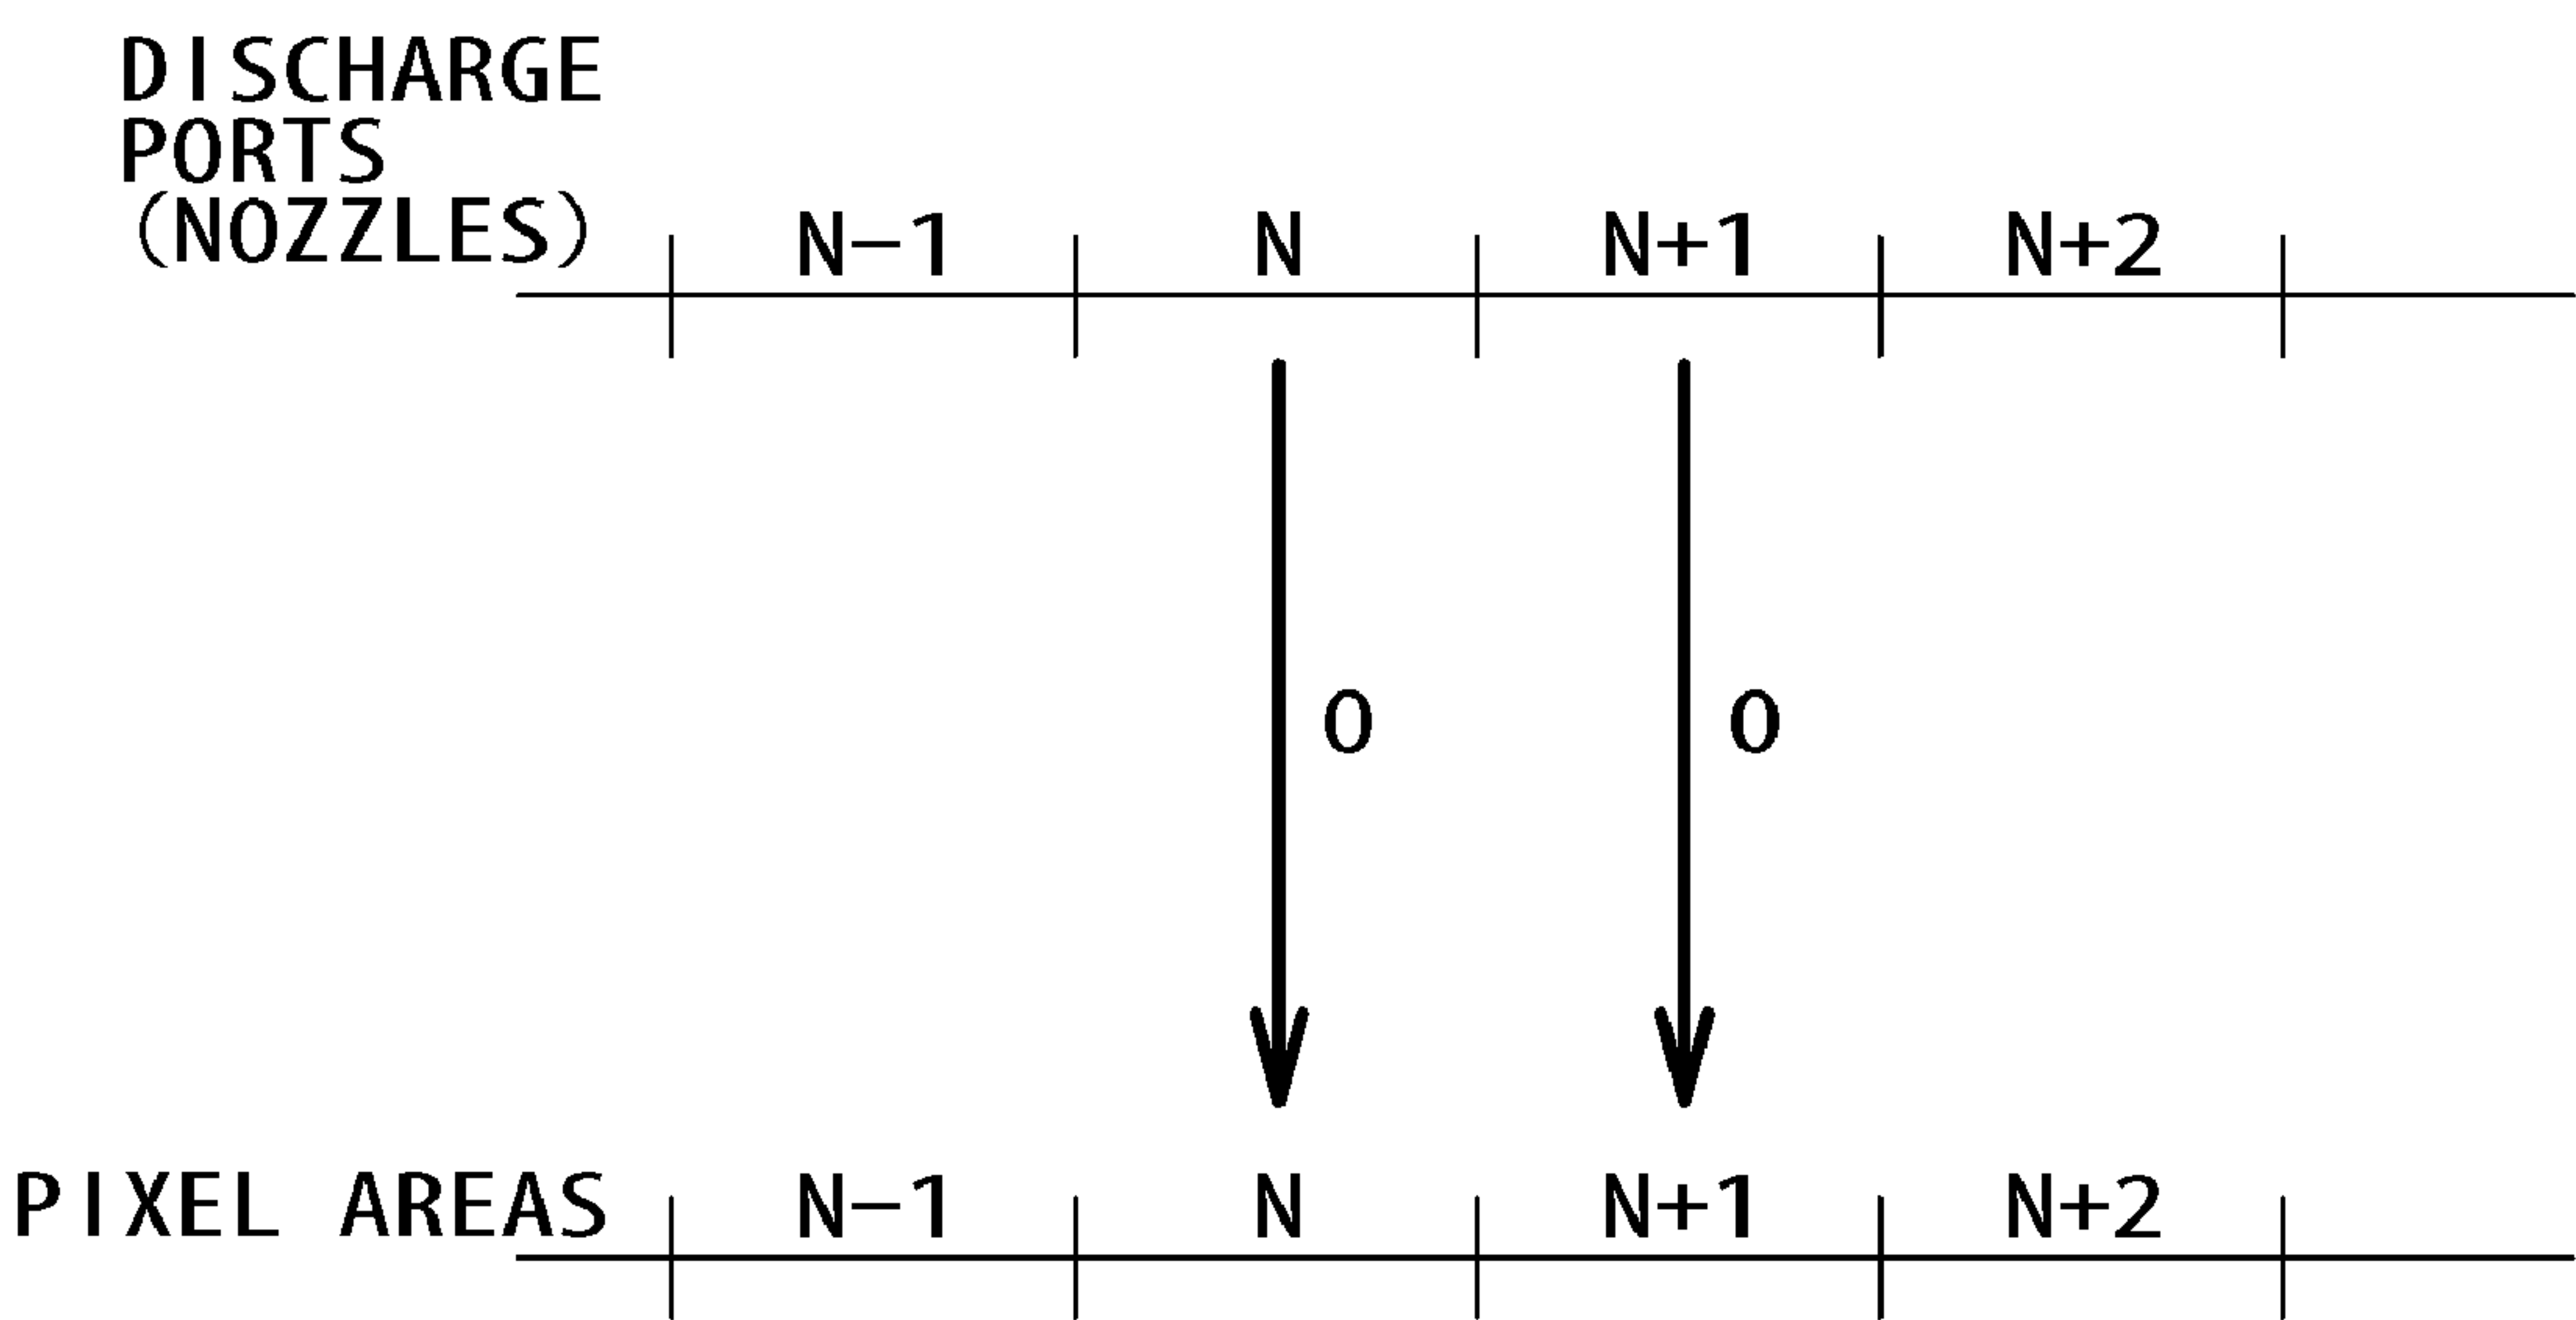 DISCHARGE
PORTS
(NOZZLES)
N-1 N N+1 N+2
0 0
PIXEL AREAS N-1 N N+1 N+2